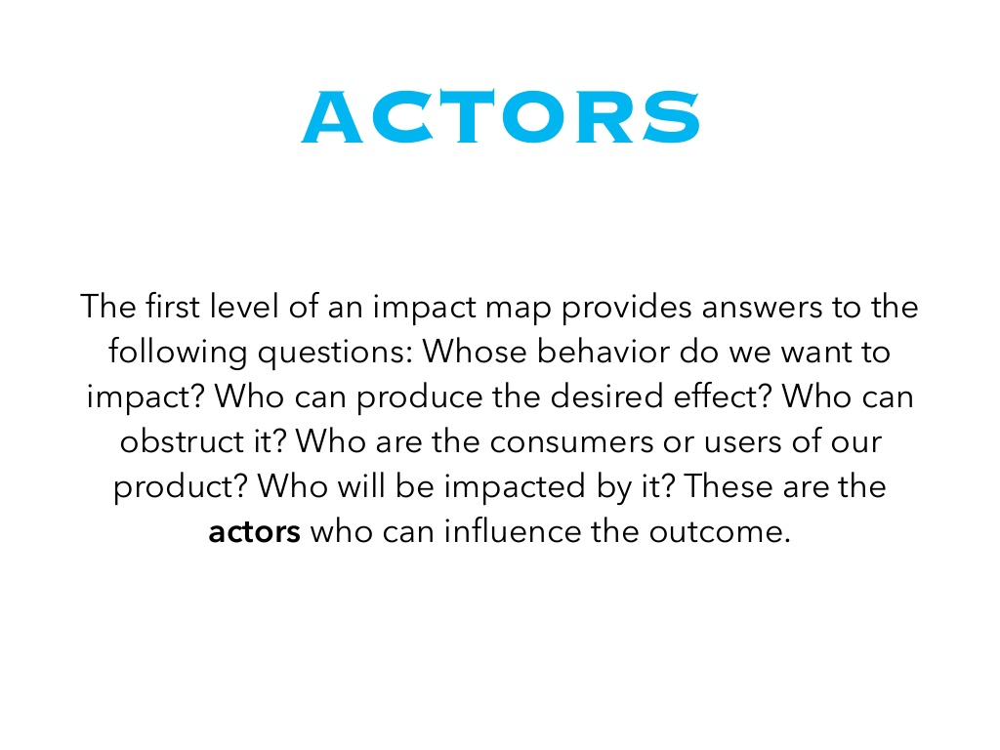 ACTORS
The first level of an impact map provides answers to the
following questions: Whose behavior do we want to
impact? Who can produce the desired effect? Who can
obstruct it? Who are the consumers or users of our
product? Who will be impacted by it? These are the
actors who can influence the outcome.